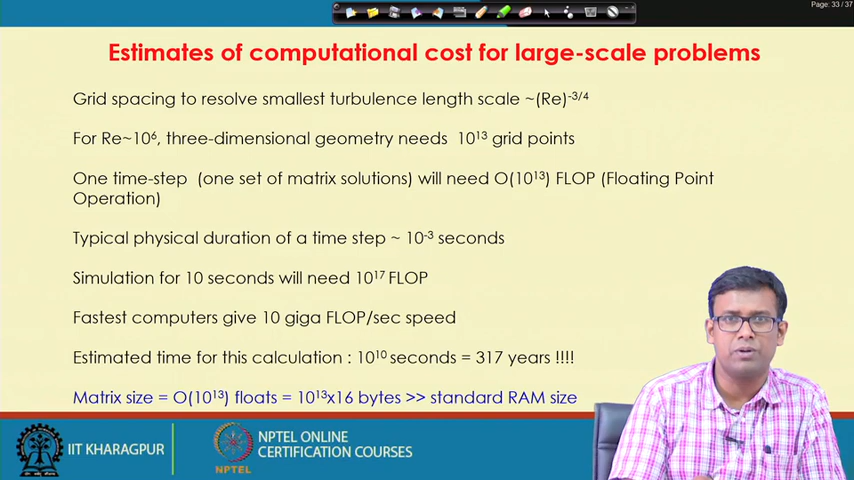 Page: 33 / 37
Estimates of computational cost for large-scale problems
Grid spacing to resolve smallest turbulence length scale ~(Re)⁻³/⁴
For Re~10⁶, three-dimensional geometry needs 10¹³ grid points
One time-step (one set of matrix solutions) will need O(10¹³) FLOP (Floating Point
Operation)
Typical physical duration of a time step ~ 10⁻³ seconds
Simulation for 10 seconds will need 10¹⁷ FLOP
Fastest computers give 10 giga FLOP/sec speed
Estimated time for this calculation : 10¹⁰ seconds = 317 years !!!!
Matrix size = O(10¹³) floats = 10¹³x16 bytes >> standard RAM size
IIT KHARAGPUR
NPTEL
NPTEL ONLINE
CERTIFICATION COURSES